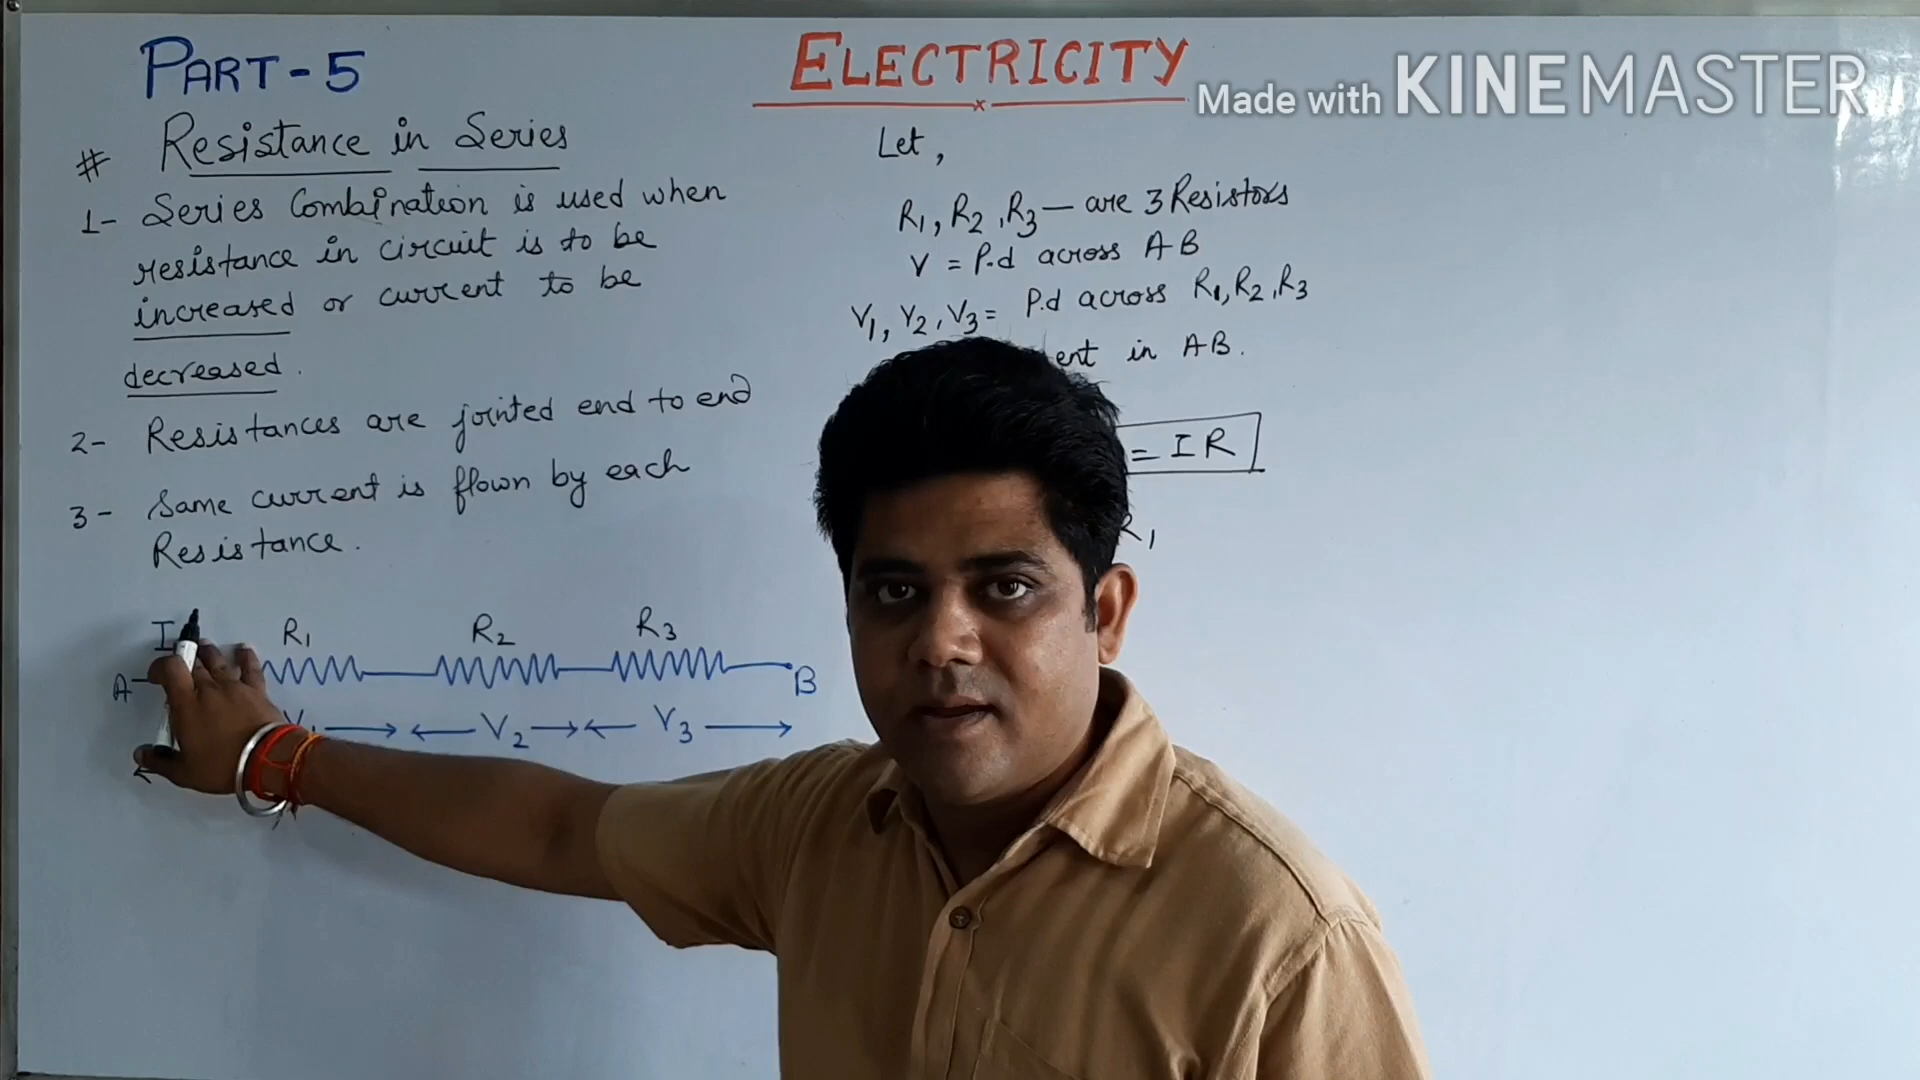 PART-5
ELECTRICITY
Made with KINEMASTER
# Resistance in Series
1- Series Combination is used when
resistance in circuit is to be
increased or current to be
decreased.
2- Resistances are jointed end to end
3- Same current is flown by each
Resistance.
I R1 R2 R3
A B
V1 V2 V3
Let,
R1, R2, R3 — are 3 Resistors
V = P.d across AB
V1, V2, V3 = P.d across R1, R2, R3
in AB.
= IR
R1